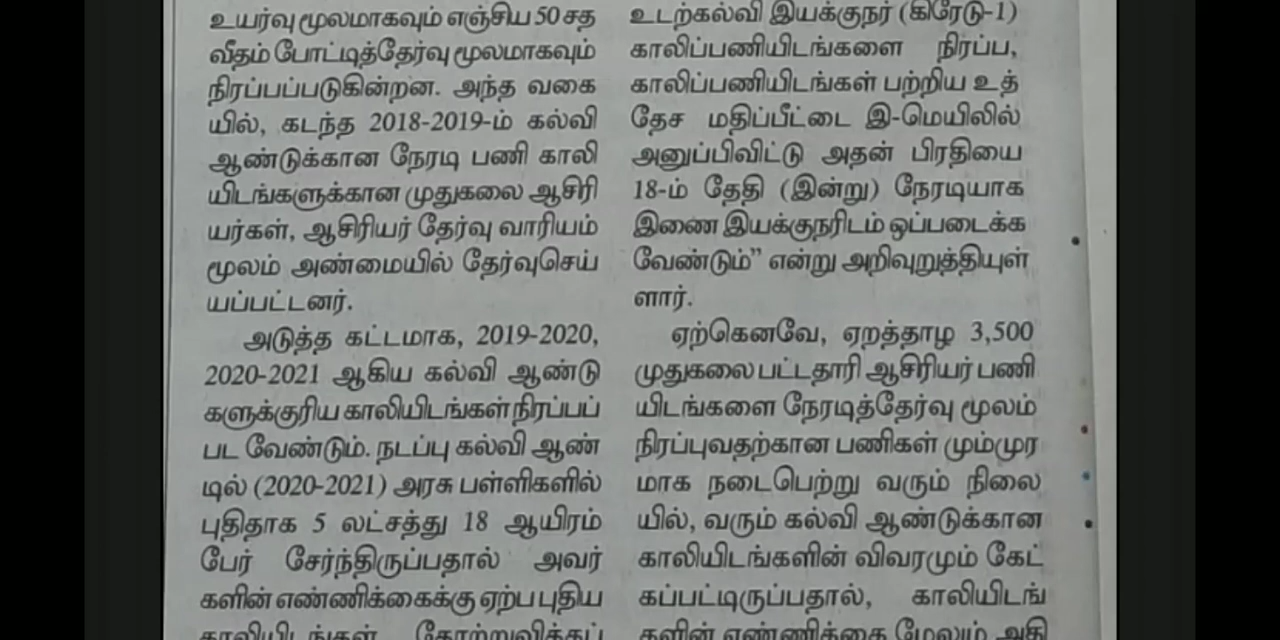 உயர்வு மூலமாகவும் எஞ்சிய 50 சத
வீதம் போட்டித்தேர்வு மூலமாகவும்
நிரப்பப்படுகின்றன. அந்த வகை
யில், கடந்த 2018-2019-ம் கல்வி
ஆண்டுக்கான நேரடி பணி காலி
யிடங்களுக்கான முதுகலை ஆசிரி
யர்கள், ஆசிரியர் தேர்வு வாரியம்
மூலம் அண்மையில் தேர்வுசெய்
யப்பட்டனர்.
அடுத்த கட்டமாக, 2019-2020,
2020-2021 ஆகிய கல்வி ஆண்டு
களுக்குரிய காலியிடங்கள் நிரப்பப்
பட வேண்டும். நடப்பு கல்வி ஆண்
டில் (2020-2021) அரசு பள்ளிகளில்
புதிதாக 5 லட்சத்து 18 ஆயிரம்
பேர் சேர்ந்திருப்பதால் அவர்
களின் எண்ணிக்கைக்கு ஏற்ப புதிய
காலியிடங்கள் தோற்றுவிக்கப்
உடற்கல்வி இயக்குநர் (கிரேடு-1)
காலிப்பணியிடங்களை நிரப்ப,
காலிப்பணியிடங்கள் பற்றிய உத்
தேச மதிப்பீட்டை இ-மெயிலில்
அனுப்பிவிட்டு அதன் பிரதியை
18-ம் தேதி (இன்று) நேரடியாக
இணை இயக்குநரிடம் ஒப்படைக்க
வேண்டும்” என்று அறிவுறுத்தியுள்
ளார்.
ஏற்கெனவே, ஏறத்தாழ 3,500
முதுகலை பட்டதாரி ஆசிரியர் பணி
யிடங்களை நேரடித்தேர்வு மூலம்
நிரப்புவதற்கான பணிகள் மும்முர
மாக நடைபெற்று வரும் நிலை
யில், வரும் கல்வி ஆண்டுக்கான
காலியிடங்களின் விவரமும் கேட்
கப்பட்டிருப்பதால், காலியிடங்
களின் எண்ணிக்கை மேலும் அதி